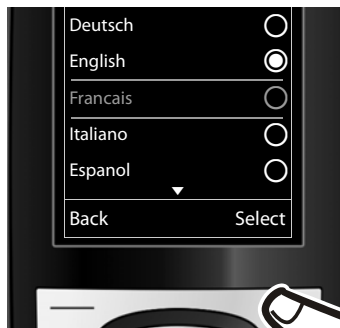 Deutsch
English
Francais
Italiano
Espanol
Back Select